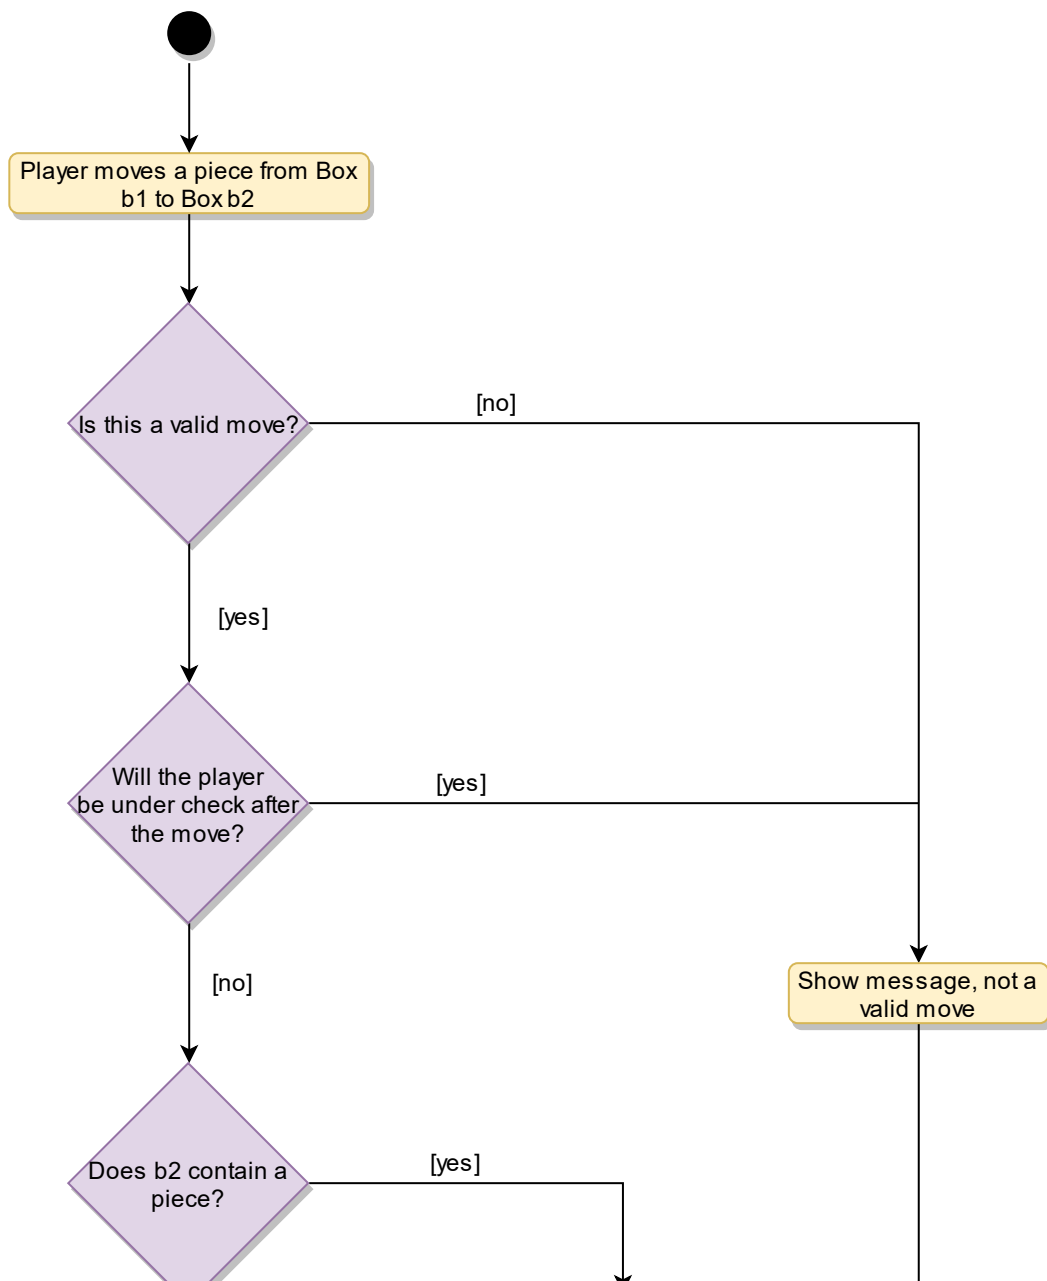 Player moves a piece from Box
b1 to Box b2
Is this a valid move?
[no]
[yes]
Will the player
be under check after
the move?
[yes]
[no]
Show message, not a
valid move
Does b2 contain a
piece?
[yes]